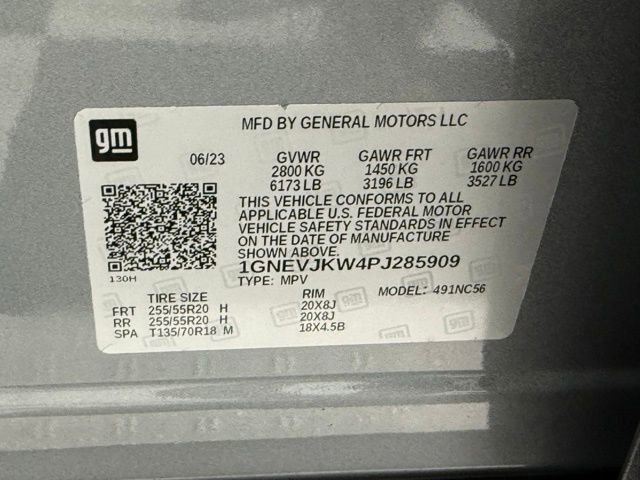 gm
MFD BY GENERAL MOTORS LLC
06/23 GVWR GAWR FRT GAWR RR
2800 KG 1450 KG 1600 KG
6173 LB 3196 LB 3527 LB
THIS VEHICLE CONFORMS TO ALL
APPLICABLE U.S. FEDERAL MOTOR
VEHICLE SAFETY STANDARDS IN EFFECT
ON THE DATE OF MANUFACTURE
SHOWN ABOVE.
130H
1GNEVJKW4PJ285909
TYPE: MPV MODEL: 491NC56
TIRE SIZE RIM
FRT 255/55R20 H 20X8J
RR 255/55R20 H 20X8J
SPA T135/70R18 M 18X4.5B